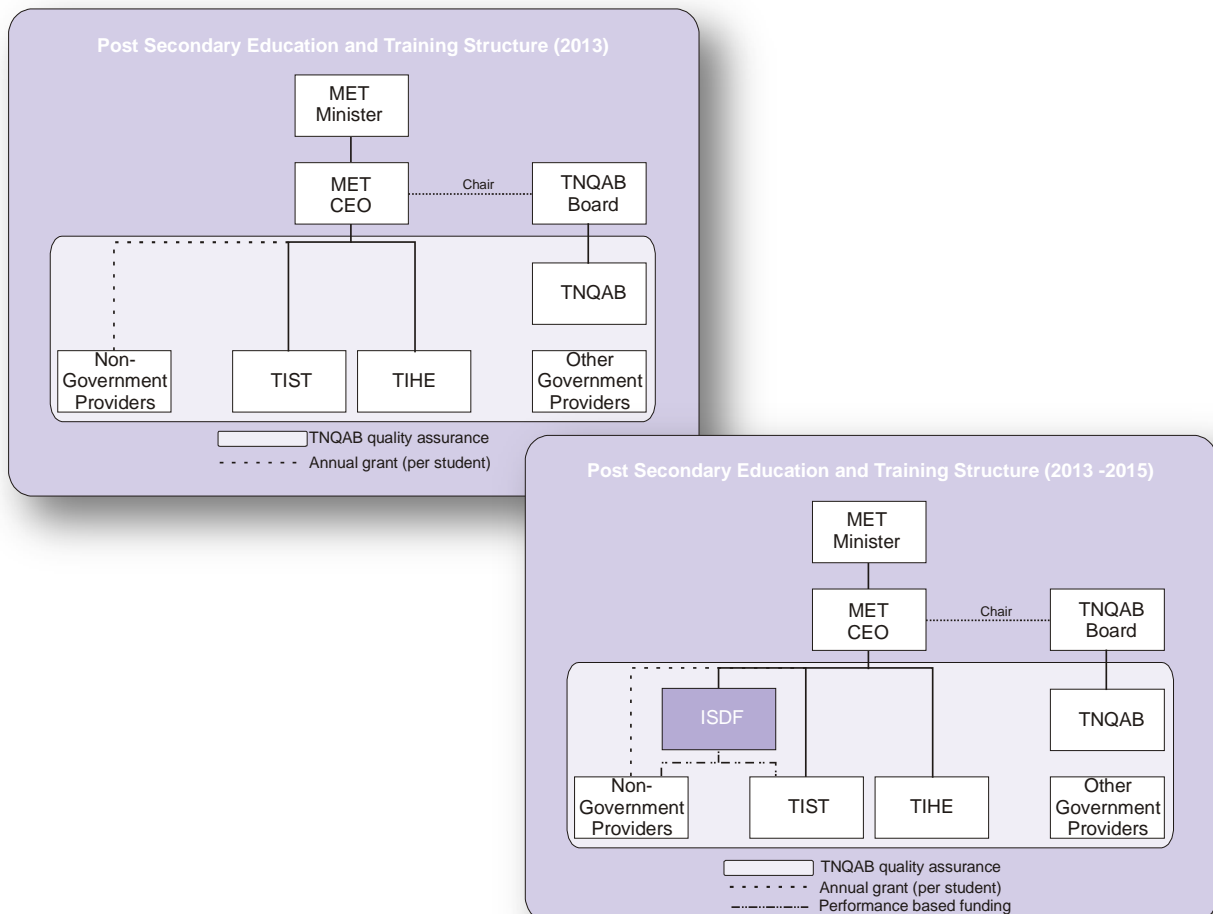 Post Secondary Education and Training Structure (2013)
MET
Minister
MET
CEO
Chair
TNQAB
Board
TNQAB
Non-
Government
Providers
TIST
TIHE
Other
Government
Providers
TNQAB quality assurance
Annual grant (per student)
Post Secondary Education and Training Structure (2013 -2015)
MET
Minister
MET
CEO
Chair
TNQAB
Board
ISDF
TNQAB
Non-
Government
Providers
TIST
TIHE
Other
Government
Providers
TNQAB quality assurance
Annual grant (per student)
Performance based funding